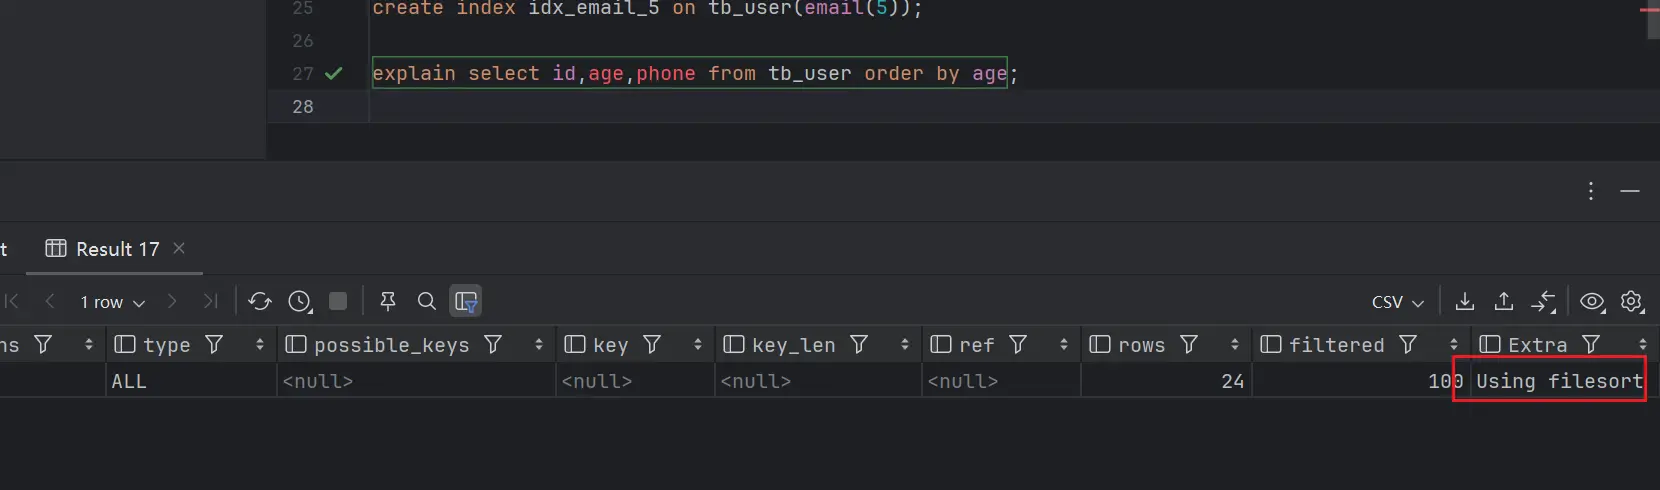 25 create index idx_email_5 on tb_user(email(5));
26
27 explain select id,age,phone from tb_user order by age;
28
t Result 17
1 row CSV
ns type possible_keys key key_len ref rows filtered Extra
ALL <null> <null> <null> <null> 24 100 Using filesort